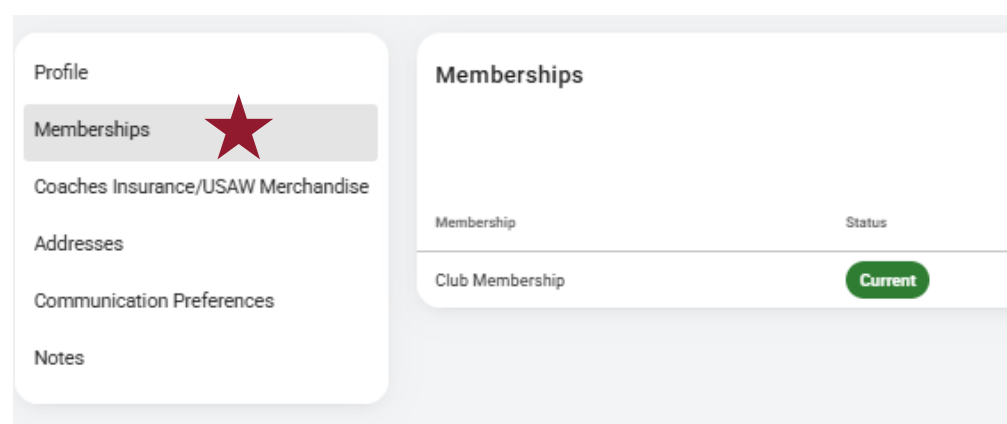 Profile
Memberships
Coaches Insurance/USAW Merchandise
Addresses
Communication Preferences
Notes
Memberships
Membership Status
Club Membership Current